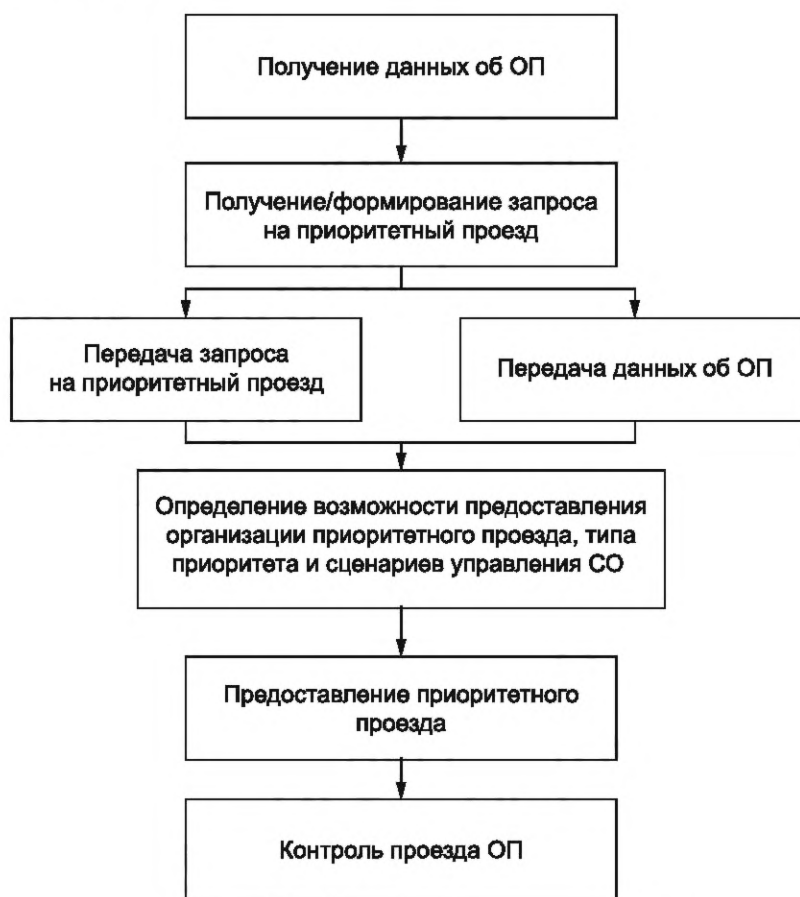 Получение данных об ОП
Получение/формирование запроса
на приоритетный проезд
Передача запроса
на приоритетный проезд
Передача данных об ОП
Определение возможности предоставления
организации приоритетного проезда, типа
приоритета и сценариев управления СО
Предоставление приоритетного
проезда
Контроль проезда ОП